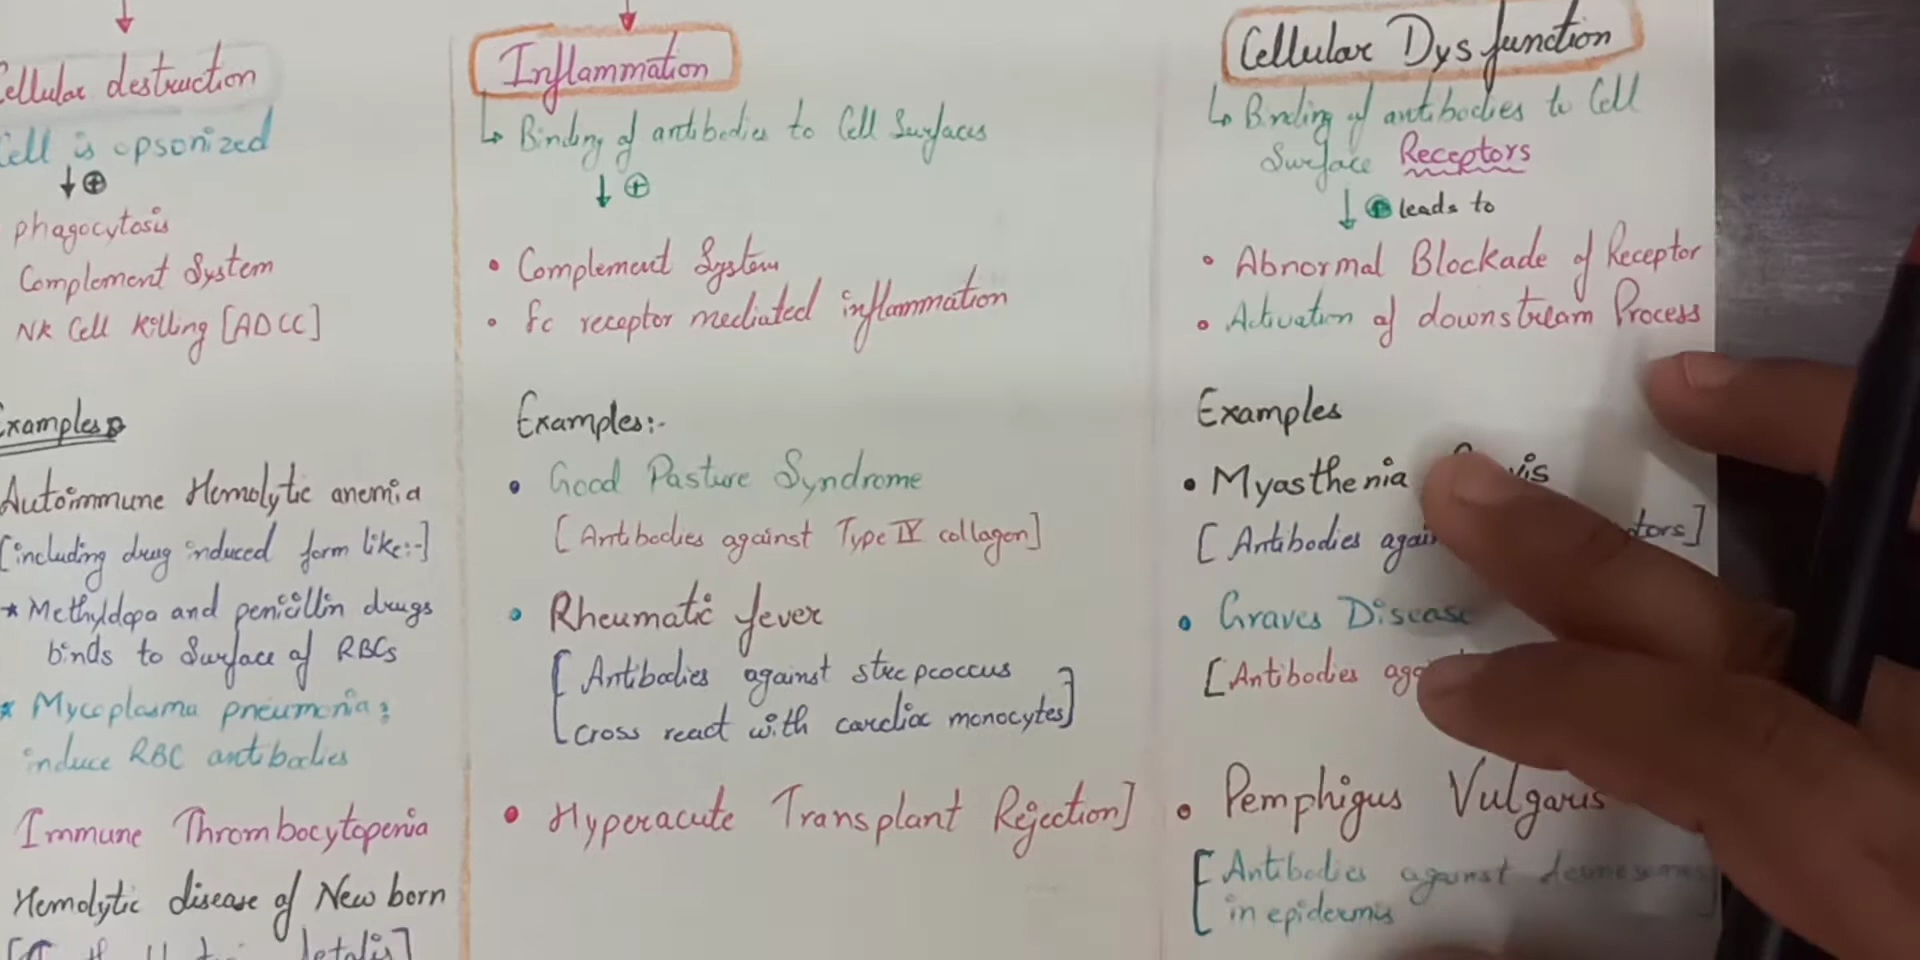 Cellular destruction
Cell is opsonized
phagocytosis
Complement System
NK Cell Killing [ADCC]
Examples
Autoimmune Hemolytic anemia
[including drug induced form like:-]
* Methyldopa and penicillin drugs
binds to Surface of RBCs
* Mycoplasma pneumonia:
induce RBC antibodies
Immune Thrombocytopenia
Hemolytic disease of New born
Inflammation
Binding of antibodies to Cell Surfaces
• Complement System
• Fc receptor mediated inflammation
Examples:-
• Good Pasture Syndrome
[Antibodies against Type IV collagen]
• Rheumatic fever
[Antibodies against strepcoccus
cross react with cardiac monocytes]
• Hyperacute Transplant Rejection]
Cellular Dysfunction
Binding of antibodies to Cell
Surface Receptors
leads to
• Abnormal Blockade of Receptor
• Activation of downstream Process
Examples
• Myasthenia
[Antibodies
• Graves Disease
[Antibodies
• Pemphigus Vulgaris
[Antibodies against
in epidermis